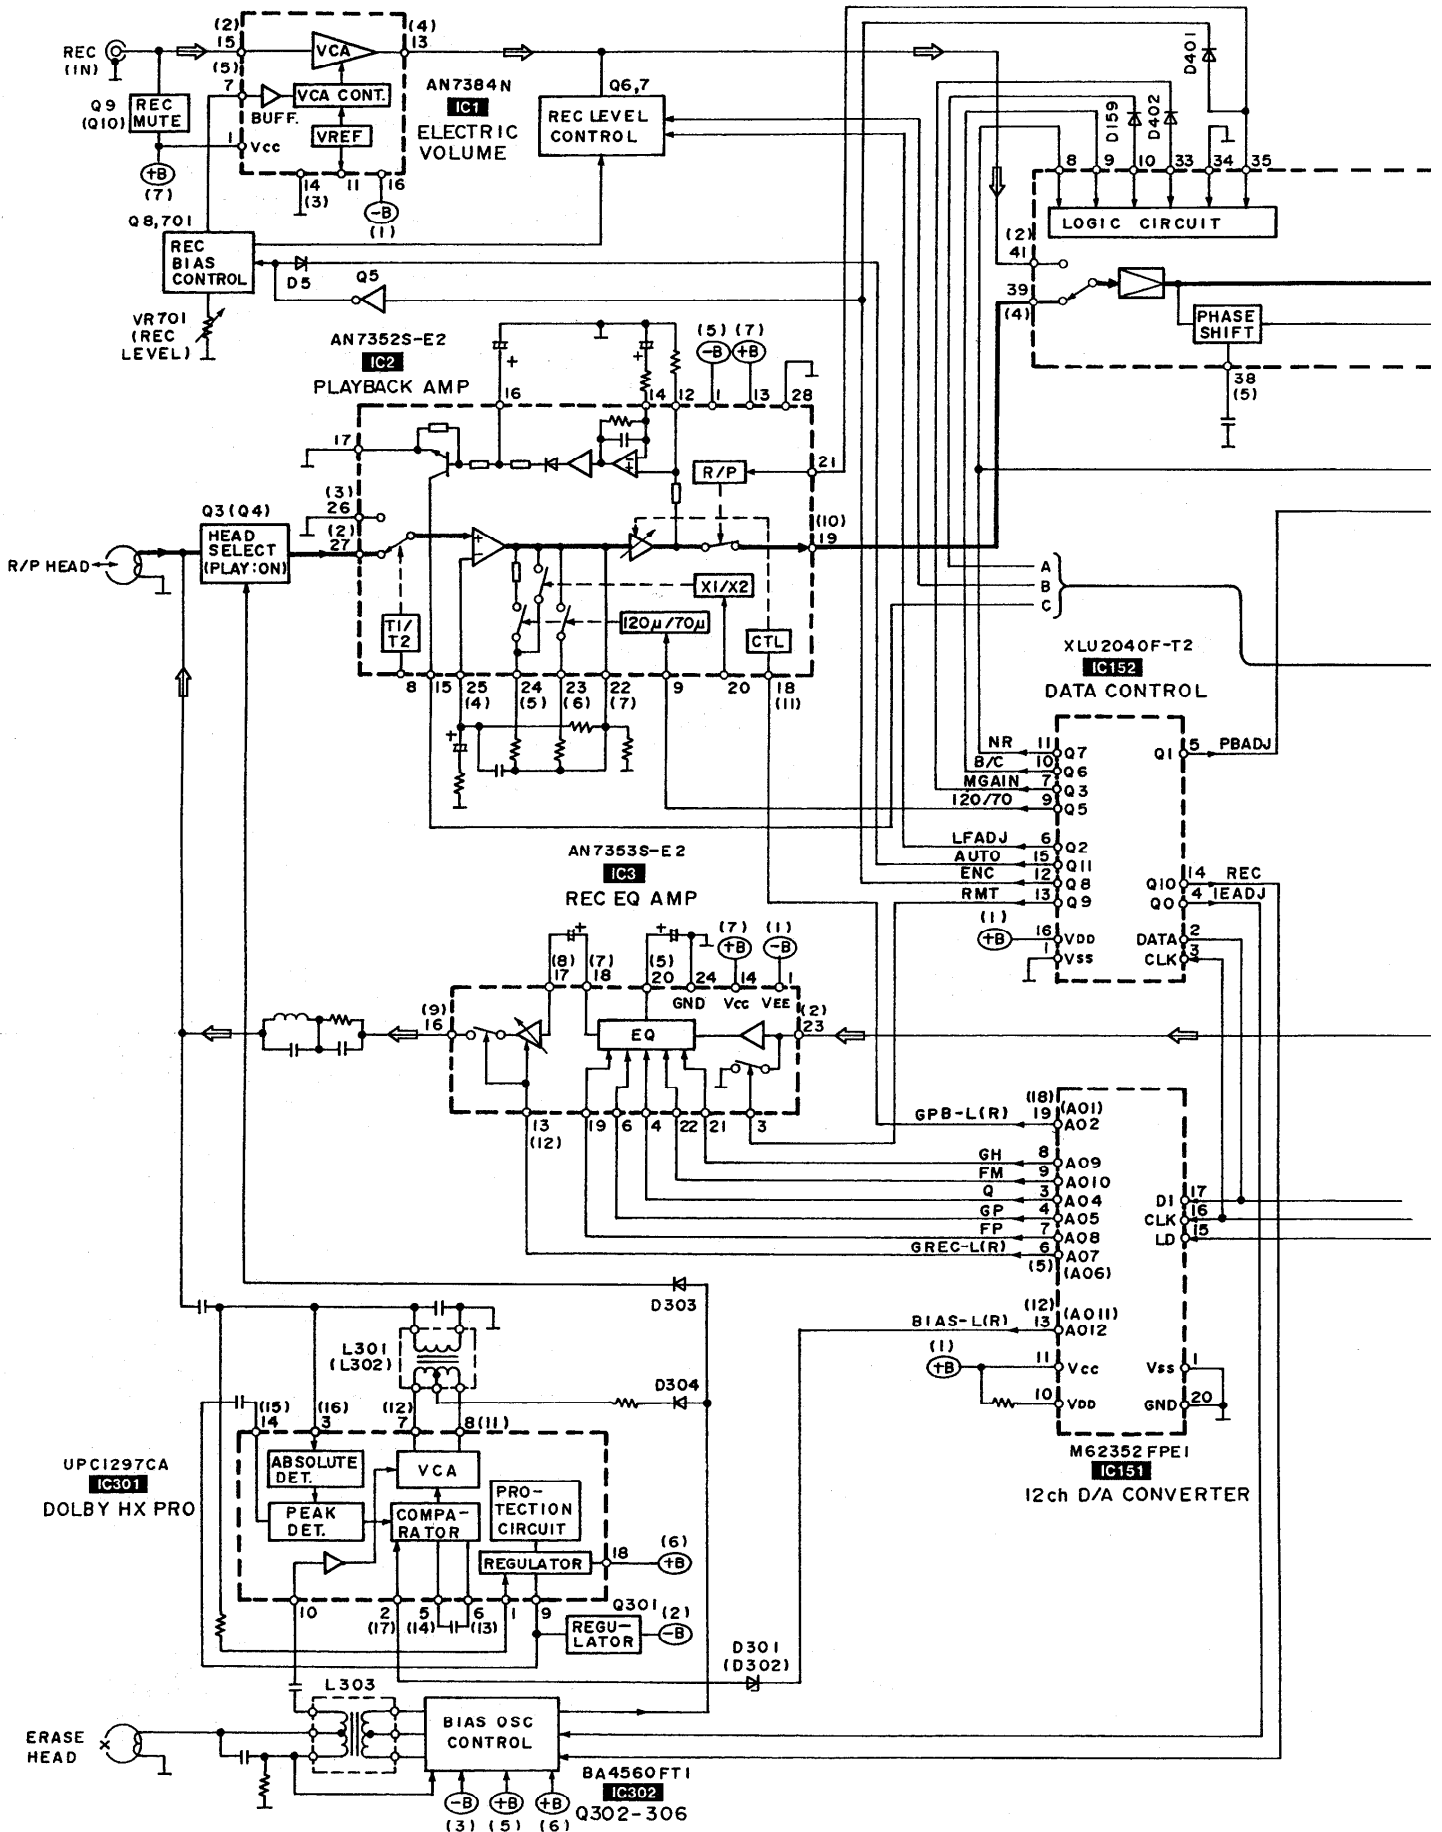 REC
(IN)
(2)
15
(5)
7
(4)
13
VCA
VCA CONT.
BUFF.
VREF
1 Vcc
14
(3)
11
16
-B
(1)
AN7384N
IC1
ELECTRIC
VOLUME
Q9
(Q10)
REC
MUTE
+B
(7)
Q6,7
REC LEVEL
CONTROL
D401
D159
D402
8 9 10 33 34 35
LOGIC CIRCUIT
(2)
41
39
(4)
PHASE
SHIFT
38
(5)
Q8,701
REC
BIAS
CONTROL
D5
Q5
VR701
(REC
LEVEL)
AN7352S-E2
IC2
PLAYBACK AMP
(5) (7)
-B +B
16 14 12 1 13 28
17
21
R/P
(3)
26
(2)
27
(10)
19
Q3(Q4)
HEAD
SELECT
(PLAY:ON)
R/P HEAD
T1/
T2
X1/X2
120μ/70μ
CTL
8 15 25 24 23 22 9 20 18
(4) (5) (6) (7) (11)
A
B
C
XLU2040F-T2
IC152
DATA CONTROL
NR 11 Q7
B/C 10 Q6
MGAIN 7 Q3
120/70 9 Q5
LFADJ 6 Q2
AUTO 15 Q11
ENC 12 Q8
RMT 13 Q9
(1)
+B
16 VDD
1 VSS
Q1 5 PBADJ
Q10 14 REC
Q0 4 IEADJ
DATA 2
CLK 3
AN7353S-E2
IC3
REC EQ AMP
(8) (7) (5) (7) (1)
+B -B
17 18 20 24 14 1
GND Vcc VEE
(9)
16
EQ
(2)
23
13 19 6 4 22 21 3
(12)
(18) (AO1)
GPB-L(R) 19 AO2
GH 8 AO9
FM 9 AO10
Q 3 AO4
GP 4 AO5
FP 7 AO8
GREC-L(R) 6 AO7
(5) (AO6)
DI 17
CLK 16
LD 15
(12) (AO11)
BIAS-L(R) 13 AO12
(1)
+B
11 Vcc
10 VDD
Vss 1
GND 20
M62352FPE1
IC151
12ch D/A CONVERTER
D303
L301
(L302)
D304
(15) (16) (12)
14 3 7 8(11)
UPC1297CA
IC301
DOLBY HX PRO
ABSOLUTE
DET.
VCA
PEAK
DET.
COMPA-
RATOR
PRO-
TECTION
CIRCUIT
REGULATOR
18
(6)
+B
10 2 5 6 1 9
(17) (14) (13)
Q301
REGU-
LATOR
(2)
-B
D301
(D302)
L303
ERASE
HEAD
BIAS OSC
CONTROL
BA4560FT1
IC302
Q302-306
-B +B +B
(3) (5) (6)